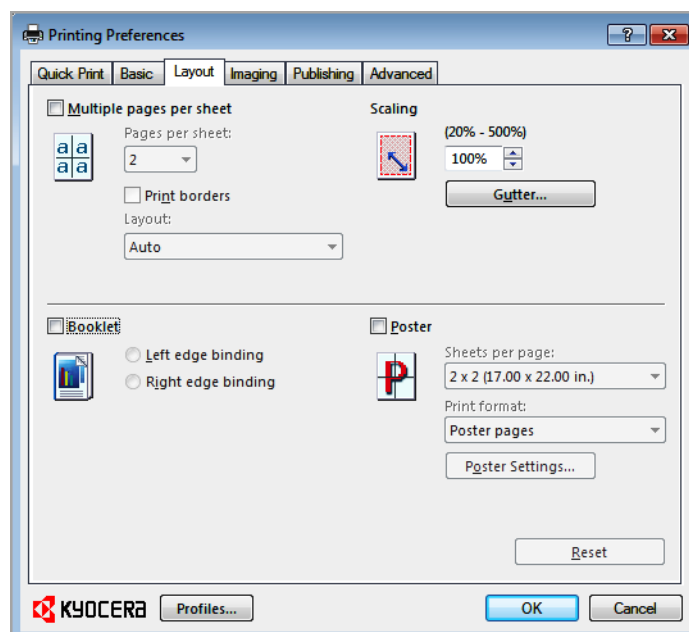 Printing Preferences
Quick Print Basic Layout Imaging Publishing Advanced
Multiple pages per sheet
Pages per sheet:
2
Print borders
Layout:
Auto
Scaling
(20% - 500%)
100%
Gutter...
Booklet
Left edge binding
Right edge binding
Poster
Sheets per page:
2 x 2 (17.00 x 22.00 in.)
Print format:
Poster pages
Poster Settings...
Reset
KYOCERA Profiles... OK Cancel